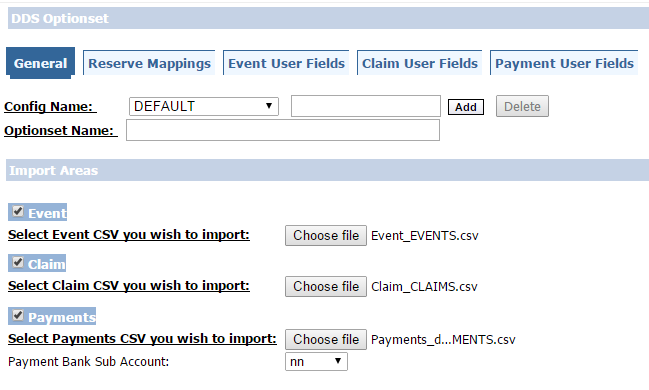 DDS Optionset
General Reserve Mappings Event User Fields Claim User Fields Payment User Fields
Config Name: DEFAULT Add Delete
Optionset Name:
Import Areas
Event
Select Event CSV you wish to import: Choose file Event_EVENTS.csv
Claim
Select Claim CSV you wish to import: Choose file Claim_CLAIMS.csv
Payments
Select Payments CSV you wish to import: Choose file Payments_d...MENTS.csv
Payment Bank Sub Account: nn